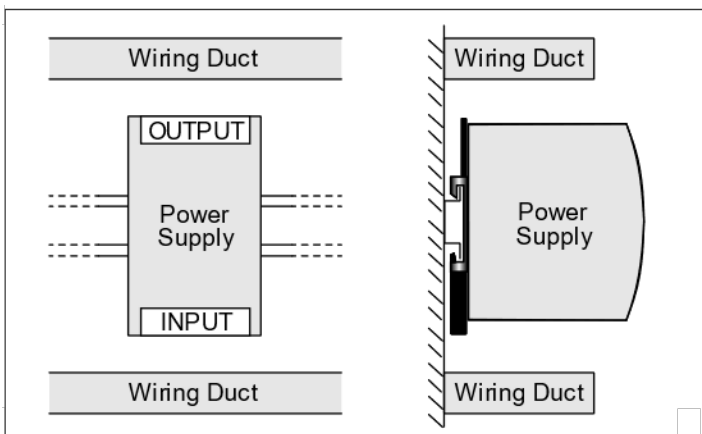 Wiring Duct
OUTPUT
Power
Supply
INPUT
Wiring Duct
Wiring Duct
Power
Supply
Wiring Duct